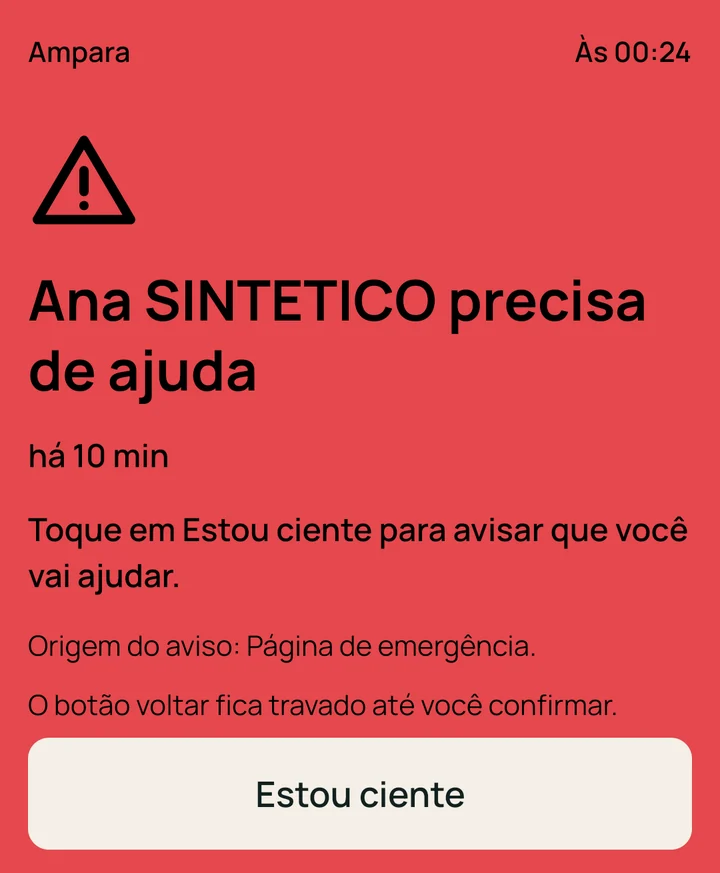 Ampara
Às 00:24
Ana SINTETICO precisa
de ajuda
há 10 min
Toque em Estou ciente para avisar que você
vai ajudar.
Origem do aviso: Página de emergência.
O botão voltar fica travado até você confirmar.
Estou ciente